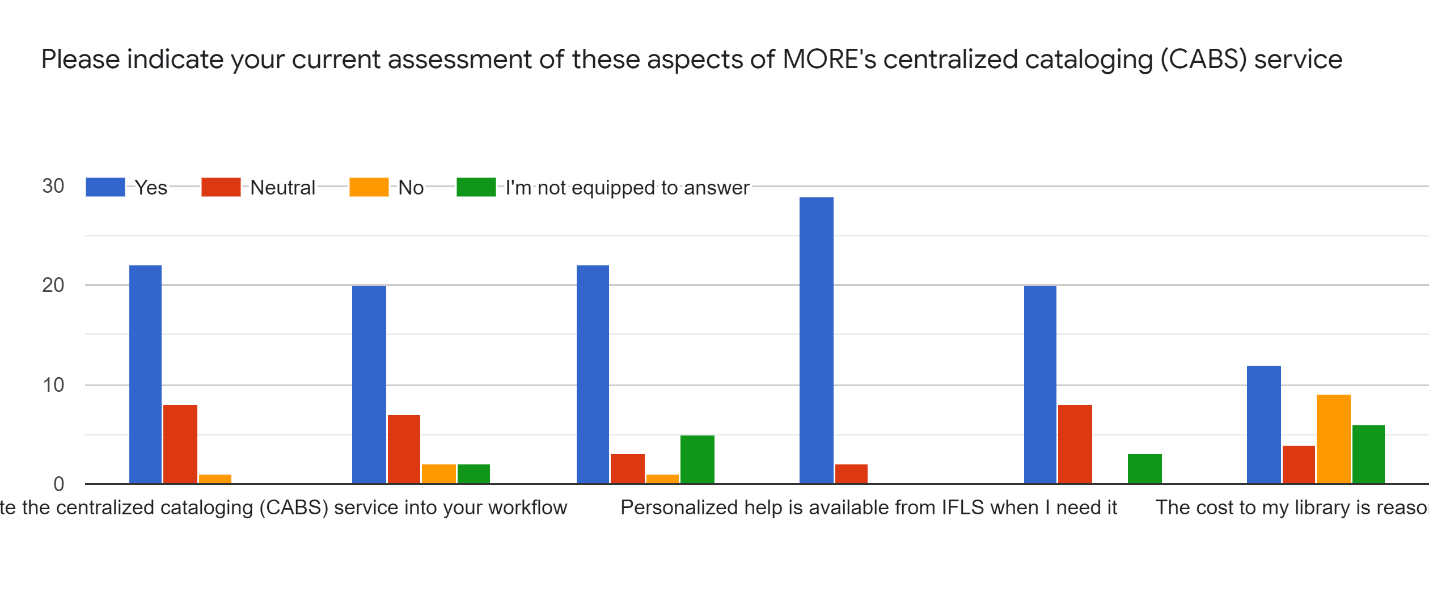 Please indicate your current assessment of these aspects of MORE's centralized cataloging (CABS) service
30
Yes
Neutral
No
I'm not equipped to answer
20
10
0
te the centralized cataloging (CABS) service into your workflow
Personalized help is available from IFLS when I need it
The cost to my library is reaso